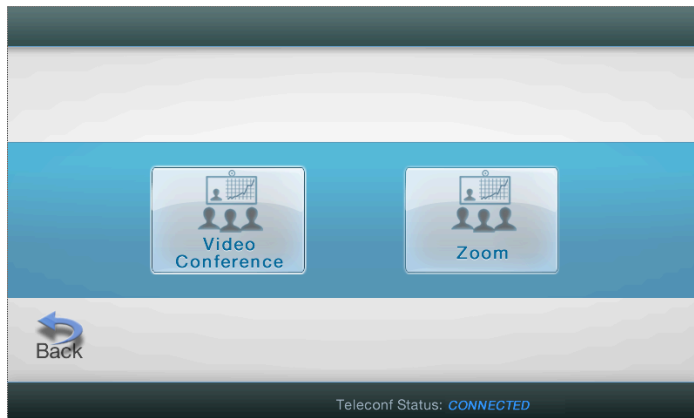 Video
Conference
Zoom
Back
Teleconf Status: CONNECTED